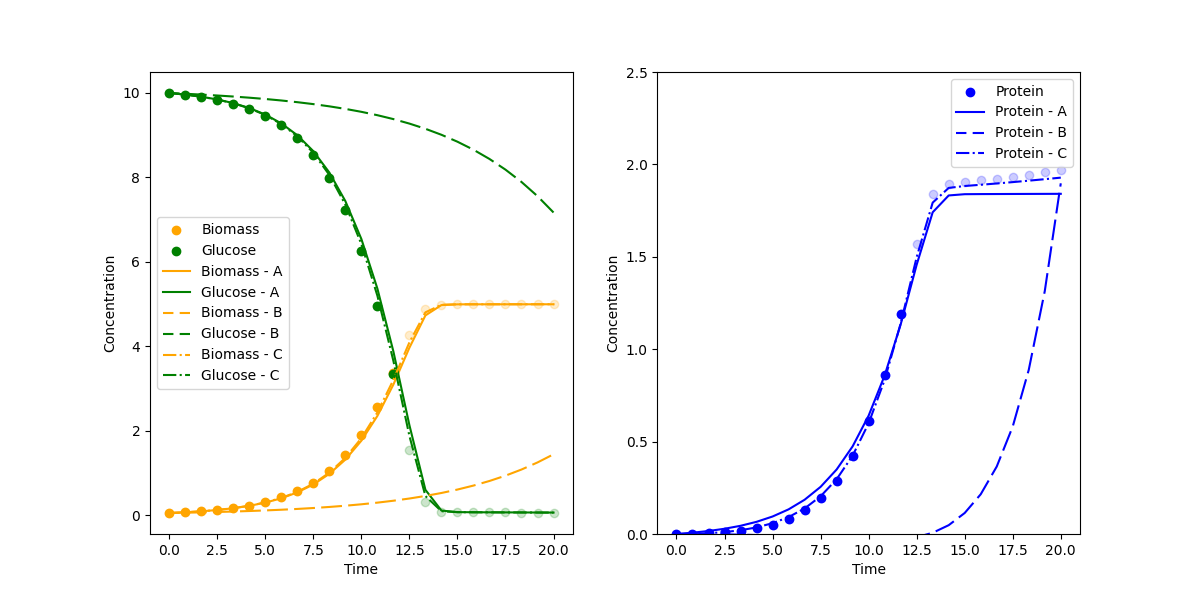 10
8
6
4
2
0
Concentration
Biomass
Glucose
Biomass - A
Glucose - A
Biomass - B
Glucose - B
Biomass - C
Glucose - C
0.0 2.5 5.0 7.5 10.0 12.5 15.0 17.5 20.0
Time
2.5
2.0
1.5
1.0
0.5
0.0
Concentration
Protein
Protein - A
Protein - B
Protein - C
0.0 2.5 5.0 7.5 10.0 12.5 15.0 17.5 20.0
Time